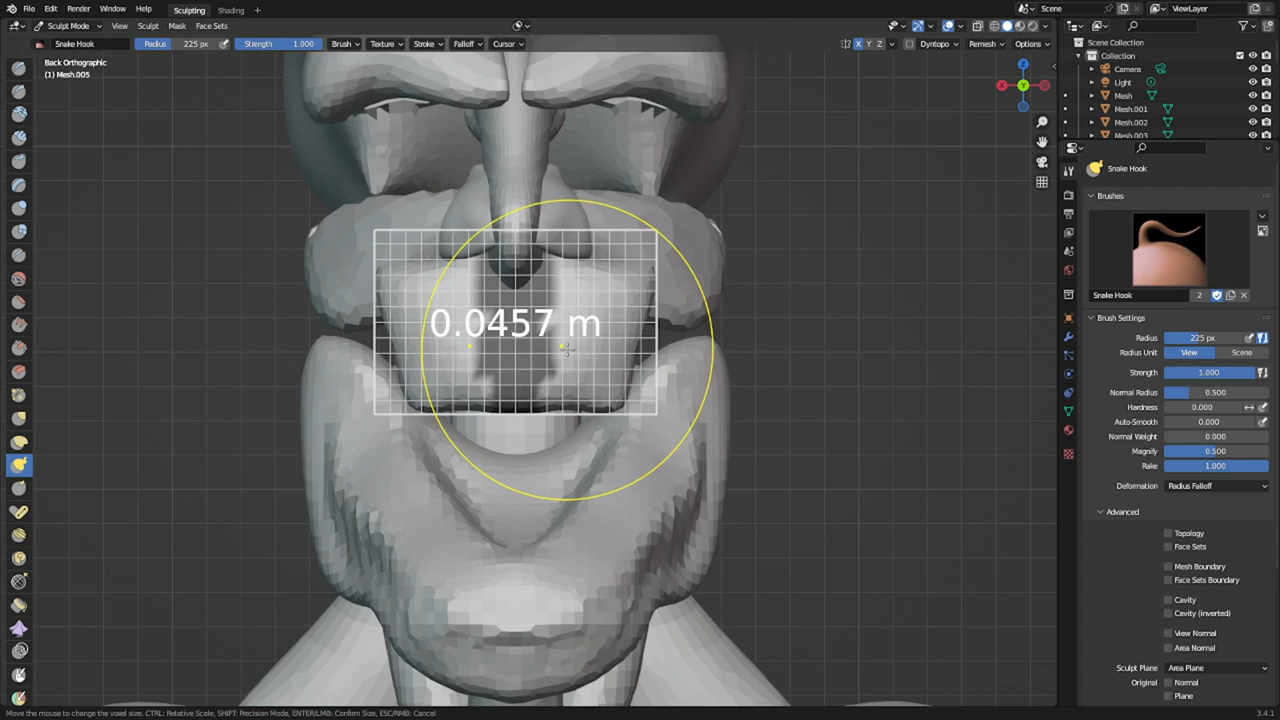 File Edit Render Window Help Sculpting Shading + Scene ViewLayer
Sculpt Mode View Sculpt Mask Face Sets
Snake Hook Radius 225 px Strength 1.000 Brush Texture Stroke Falloff Cursor X Y Z Dyntopo Remesh Options
Back Orthographic
(1) Mesh.005
Z
X
Y
0.0457 m
Scene Collection
Collection
Camera
Light
Mesh
Mesh.001
Mesh.002
Mesh.003
Snake Hook
Brushes
Snake Hook 2
Brush Settings
Radius 225 px
Radius Unit View Scene
Strength 1.000
Normal Radius 0.500
Hardness 0.000
Auto-Smooth 0.000
Normal Weight 0.000
Magnify 0.500
Rake 1.000
Deformation Radius Falloff
Advanced
Topology
Face Sets
Mesh Boundary
Face Sets Boundary
Cavity
Cavity (inverted)
View Normal
Area Normal
Sculpt Plane Area Plane
Original Normal
Plane
Move the mouse to change the voxel size. CTRL: Relative Scale, SHIFT: Precision Mode, ENTER/LMB: Confirm Size, ESC/RMB: Cancel
3.4.1